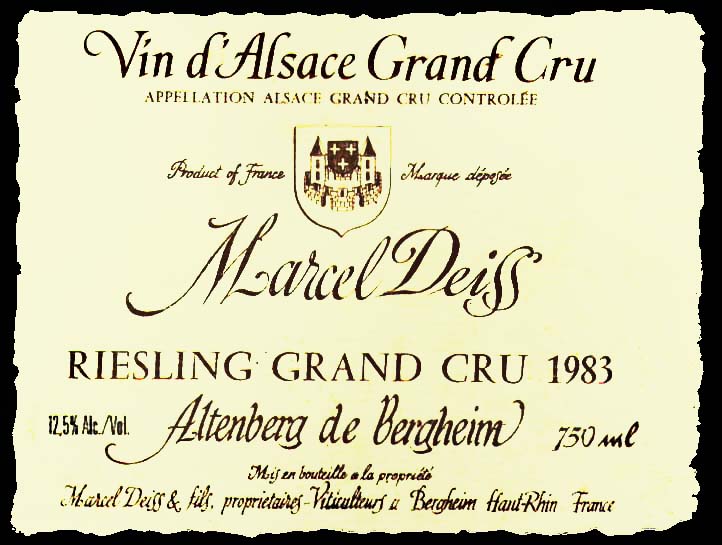 Vin d'Alsace Grand Cru
APPELLATION ALSACE GRAND CRU CONTROLÉE
Product of France Marque déposée
Marcel Deiss
RIESLING GRAND CRU 1983
12,5% Alc./Vol. Altenberg de Bergheim 750 ml
Mis en bouteille a la propriété
Marcel Deiss & fils, proprietaires-Viticulteurs a Bergheim Haut-Rhin France